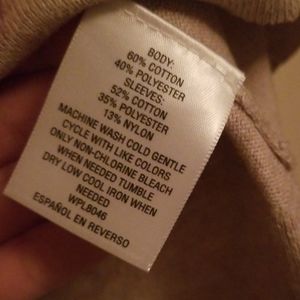 BODY:
60% COTTON
40% POLYESTER
SLEEVES:
52% COTTON
35% POLYESTER
13% NYLON
MACHINE WASH COLD GENTLE
CYCLE WITH LIKE COLORS
ONLY NON-CHLORINE BLEACH
WHEN NEEDED TUMBLE
DRY LOW COOL IRON WHEN
NEEDED
WPL8046
ESPAÑOL EN REVERSO